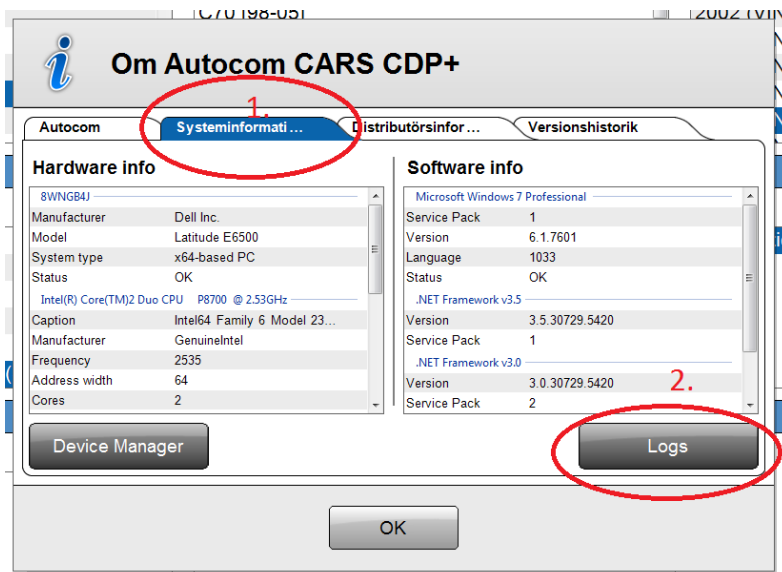 C70 198-05]
2002 (VIN
Om Autocom CARS CDP+
1.
Autocom Systeminformati... Distributörsinfor... Versionshistorik
Hardware info Software info
8WNGB4J Microsoft Windows 7 Professional
Manufacturer Dell Inc. Service Pack 1
Model Latitude E6500 Version 6.1.7601
System type x64-based PC Language 1033
Status OK Status OK
Intel(R) Core(TM)2 Duo CPU P8700 @ 2.53GHz .NET Framework v3.5
Caption Intel64 Family 6 Model 23... Version 3.5.30729.5420
Manufacturer GenuineIntel Service Pack 1
Frequency 2535 .NET Framework v3.0
Address width 64 Version 3.0.30729.5420 2.
Cores 2 Service Pack 2
Device Manager Logs
OK